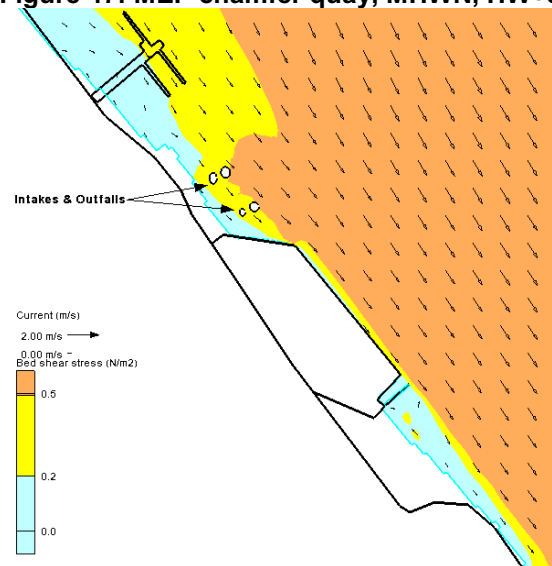 Intakes & Outfalls
Current (m/s)
2.00 m/s
0.00 m/s
Bed shear stress (N/m2)
0.5
0.2
0.0